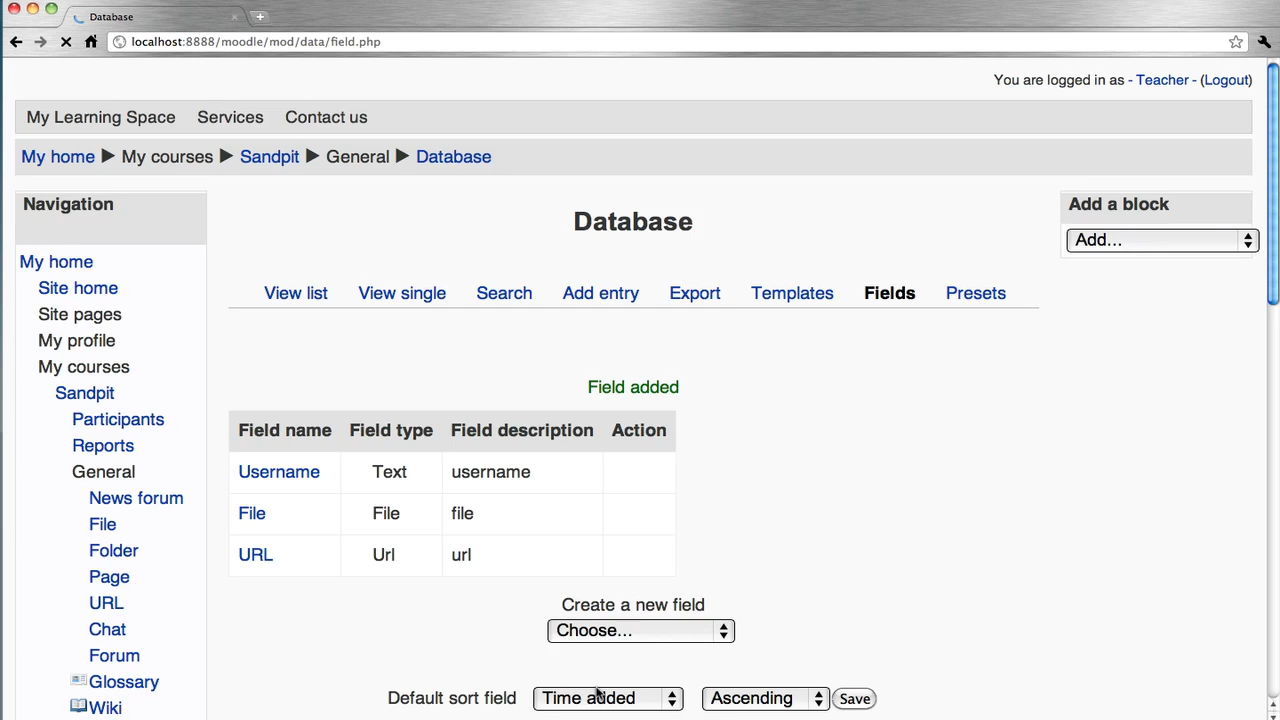 Database
localhost:8888/moodle/mod/data/field.php
You are logged in as - Teacher - (Logout)
My Learning Space Services Contact us
My home ▶ My courses ▶ Sandpit ▶ General ▶ Database
Navigation
My home
Site home
Site pages
My profile
My courses
Sandpit
Participants
Reports
General
News forum
File
Folder
Page
URL
Chat
Forum
Glossary
Wiki
Database
View list View single Search Add entry Export Templates Fields Presets
Field added
Field name Field type Field description Action
Username Text username
File File file
URL Url url
Create a new field
Choose...
Default sort field Time added Ascending Save
Add a block
Add...